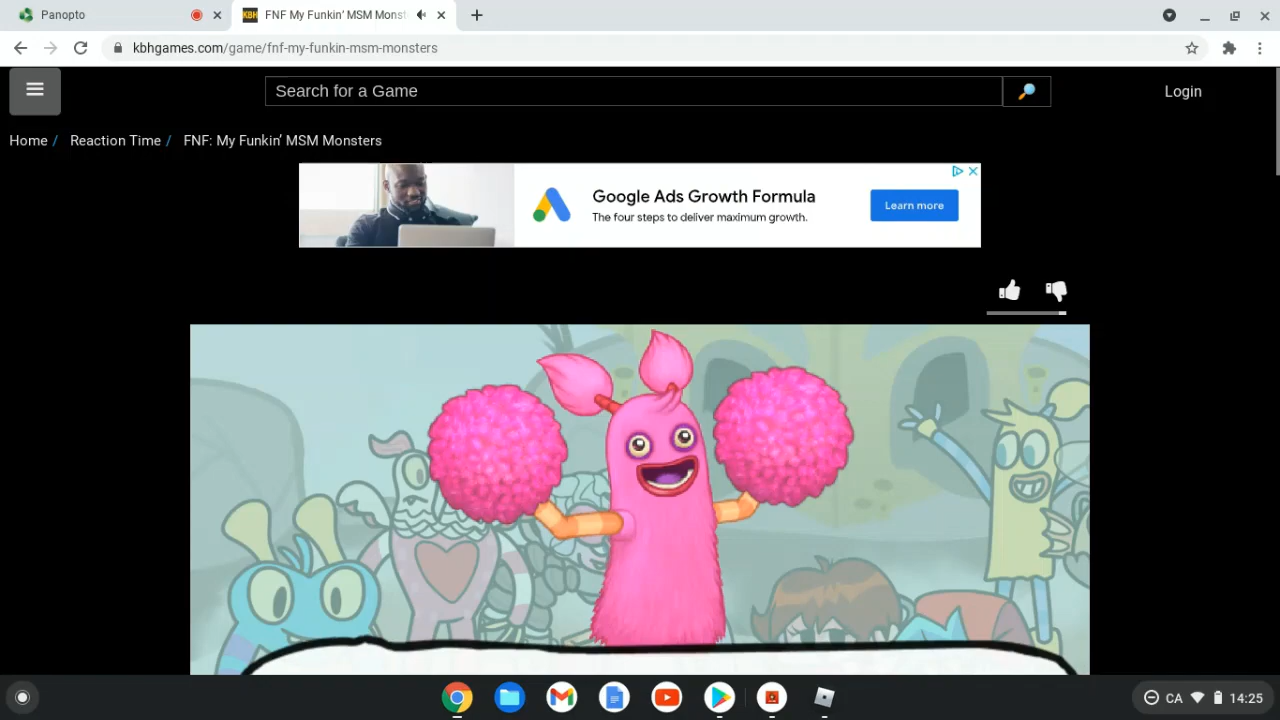 Panopto
KBH
FNF My Funkin' MSM Monst
kbhgames.com/game/fnf-my-funkin-msm-monsters
Search for a Game
Login
Home / Reaction Time / FNF: My Funkin' MSM Monsters
Google Ads Growth Formula
The four steps to deliver maximum growth.
Learn more
CA
14:25